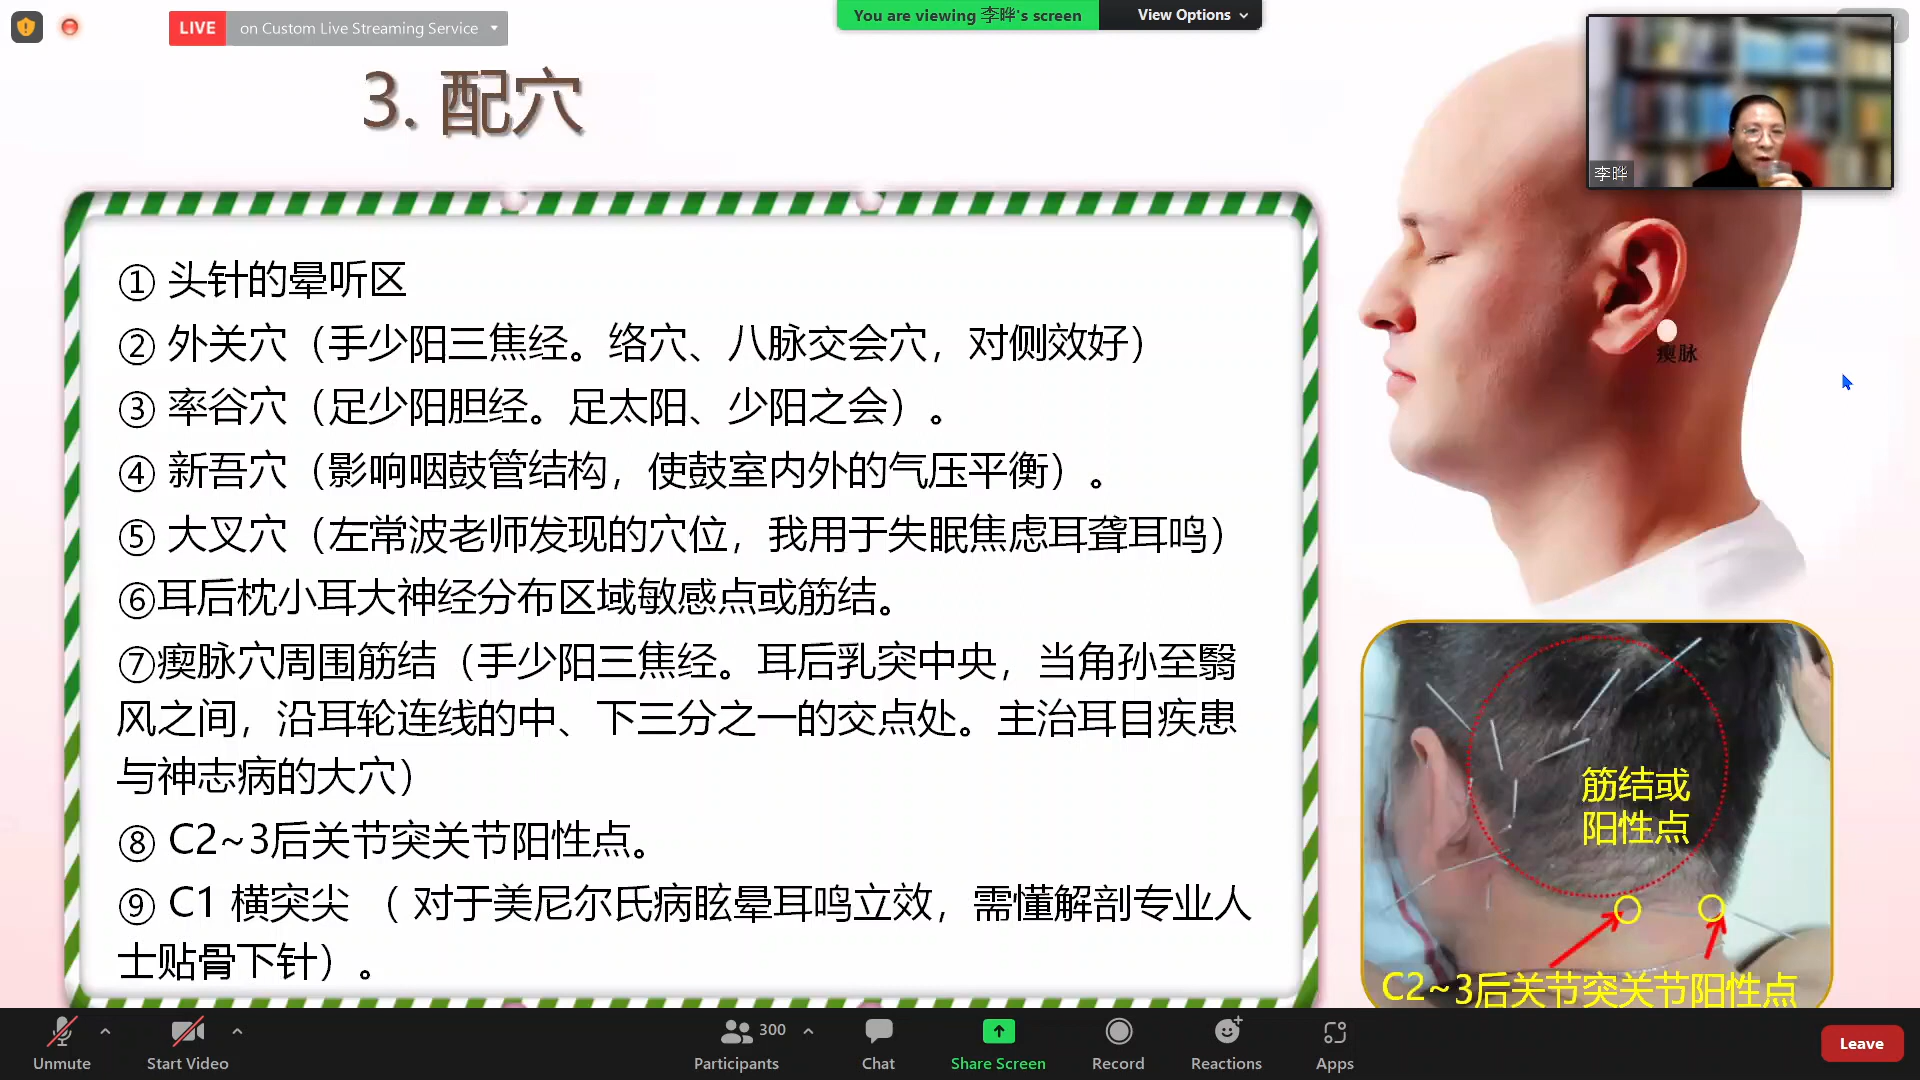 LIVE on Custom Live Streaming Service
You are viewing 李晔's screen
View Options
李晔
3. 配穴
① 头针的晕听区
② 外关穴（手少阳三焦经。络穴、八脉交会穴，对侧效好）
③ 率谷穴（足少阳胆经。足太阳、少阳之会）。
④ 新吾穴（影响咽鼓管结构，使鼓室内外的气压平衡）。
⑤ 大叉穴（左常波老师发现的穴位，我用于失眠焦虑耳聋耳鸣）
⑥耳后枕小耳大神经分布区域敏感点或筋结。
⑦瘈脉穴周围筋结（手少阳三焦经。耳后乳突中央，当角孙至翳
风之间，沿耳轮连线的中、下三分之一的交点处。主治耳目疾患
与神志病的大穴）
⑧ C2~3后关节突关节阳性点。
⑨ C1 横突尖 （ 对于美尼尔氏病眩晕耳鸣立效，需懂解剖专业人
士贴骨下针）。
瘈脉
筋结或
阳性点
C2~3后关节突关节阳性点
Unmute
Start Video
300
Participants
Chat
Share Screen
Record
Reactions
Apps
Leave